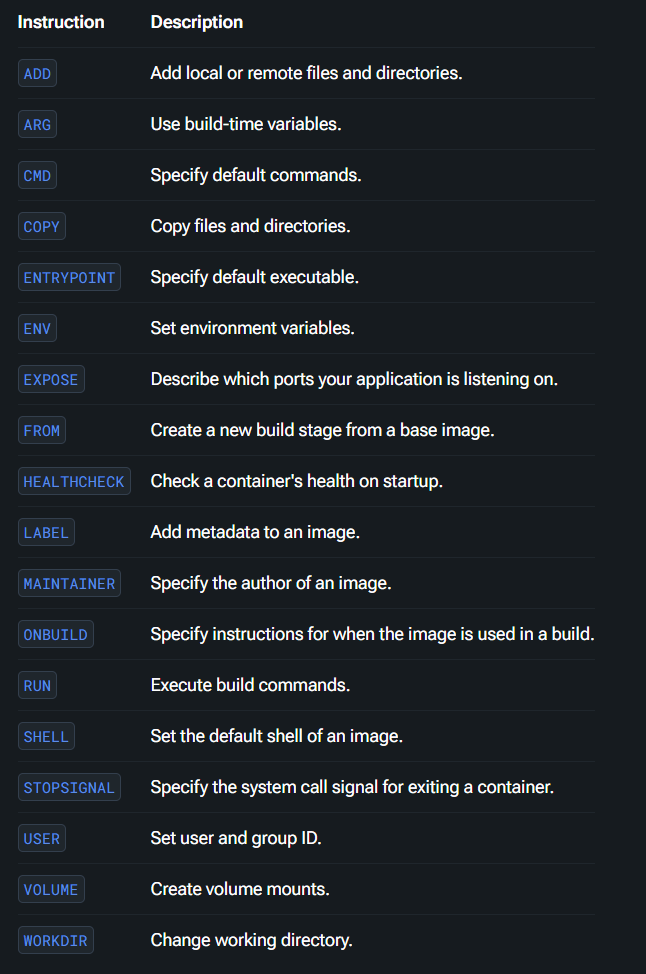 Instruction Description
ADD Add local or remote files and directories.
ARG Use build-time variables.
CMD Specify default commands.
COPY Copy files and directories.
ENTRYPOINT Specify default executable.
ENV Set environment variables.
EXPOSE Describe which ports your application is listening on.
FROM Create a new build stage from a base image.
HEALTHCHECK Check a container's health on startup.
LABEL Add metadata to an image.
MAINTAINER Specify the author of an image.
ONBUILD Specify instructions for when the image is used in a build.
RUN Execute build commands.
SHELL Set the default shell of an image.
STOPSIGNAL Specify the system call signal for exiting a container.
USER Set user and group ID.
VOLUME Create volume mounts.
WORKDIR Change working directory.